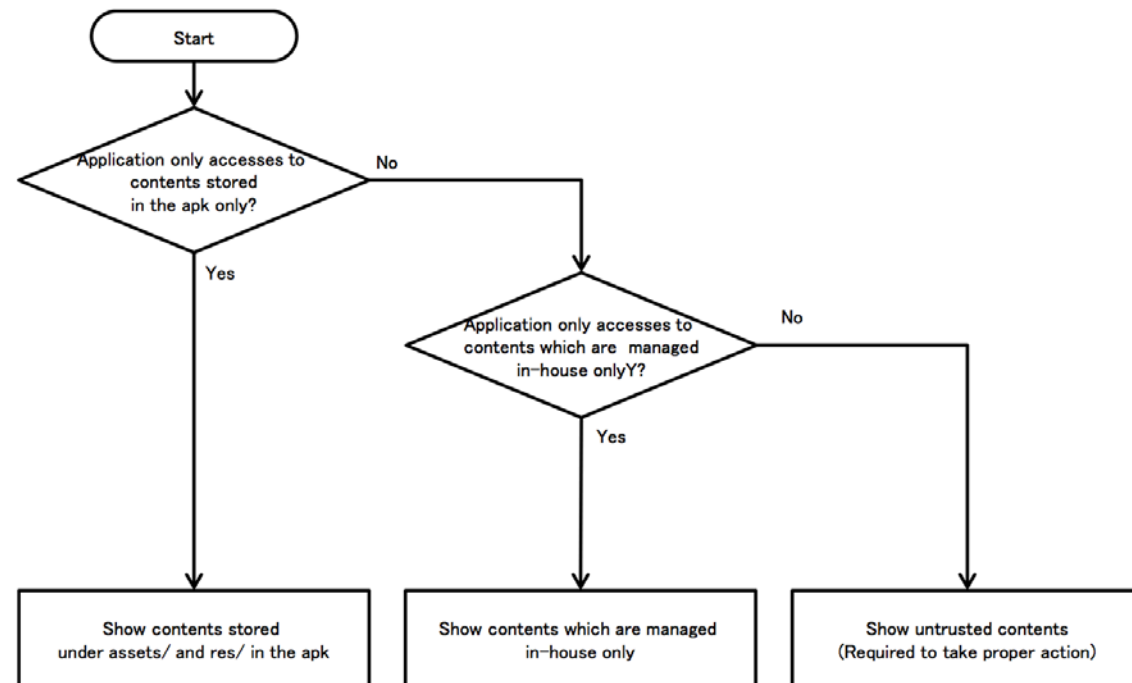 Start
Application only accesses to
contents stored
in the apk only?
No
Yes
Application only accesses to
contents which are managed
in-house onlyY?
No
Yes
Show contents stored
under assets/ and res/ in the apk
Show contents which are managed
in-house only
Show untrusted contents
(Required to take proper action)